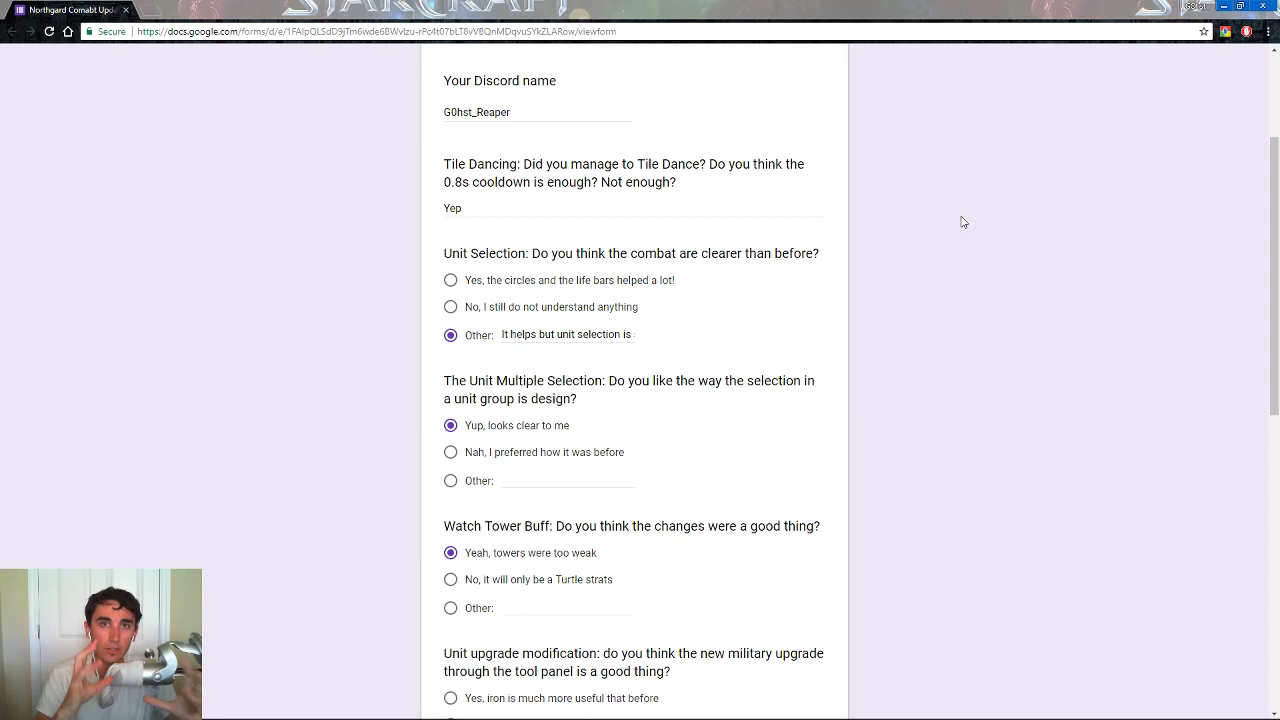 STARCRAFT
Northgard Comabt Upd
Secure
https://docs.google.com/forms/d/e/1FAIpQLSdD9jTm6wde6BWvIzu-rPc4t07bLT8vVBQnMDqvuSYkZLARow/viewform
Your Discord name
G0hst_Reaper
Tile Dancing: Did you manage to Tile Dance? Do you think the
0.8s cooldown is enough? Not enough?
Yep
Unit Selection: Do you think the combat are clearer than before?
Yes, the circles and the life bars helped a lot!
No, I still do not understand anything
Other: It helps but unit selection is
The Unit Multiple Selection: Do you like the way the selection in
a unit group is design?
Yup, looks clear to me
Nah, I preferred how it was before
Other:
Watch Tower Buff: Do you think the changes were a good thing?
Yeah, towers were too weak
No, it will only be a Turtle strats
Other:
Unit upgrade modification: do you think the new military upgrade
through the tool panel is a good thing?
Yes, iron is much more useful that before